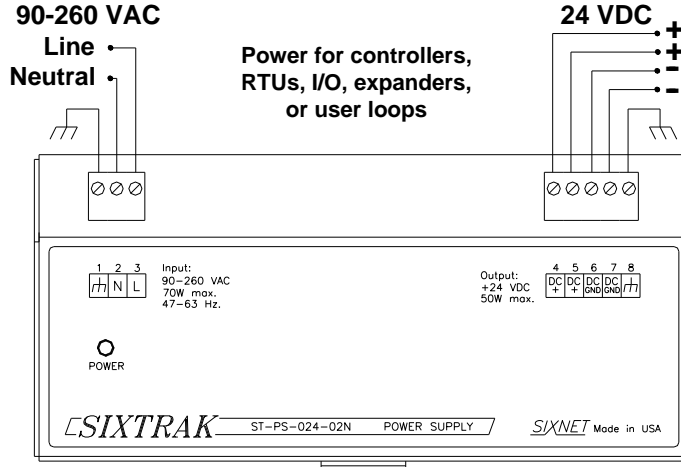 90-260 VAC
Line
Neutral
Power for controllers,
RTUs, I/O, expanders,
or user loops
24 VDC
+
+
-
-
1 2 3
N L
Input:
90-260 VAC
70W max.
47-63 Hz.
Output:
+24 VDC
50W max.
4 5 6 7 8
DC + DC + DC GND DC GND
POWER
SIXTRAK ST-PS-024-02N POWER SUPPLY
SIXNET Made in USA